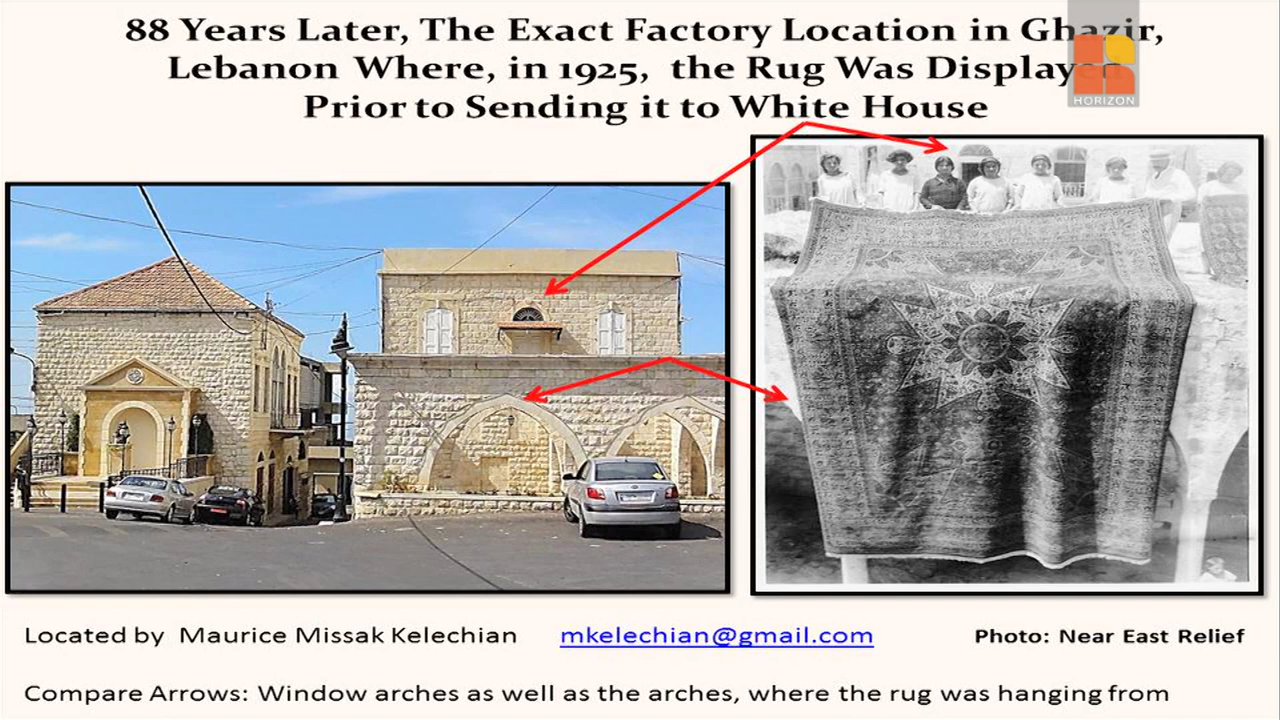 88 Years Later, The Exact Factory Location in Ghazir,
Lebanon Where, in 1925, the Rug Was Displayed
Prior to Sending it to White House
HORIZON
Located by Maurice Missak Kelechian mkelechian@gmail.com Photo: Near East Relief
Compare Arrows: Window arches as well as the arches, where the rug was hanging from